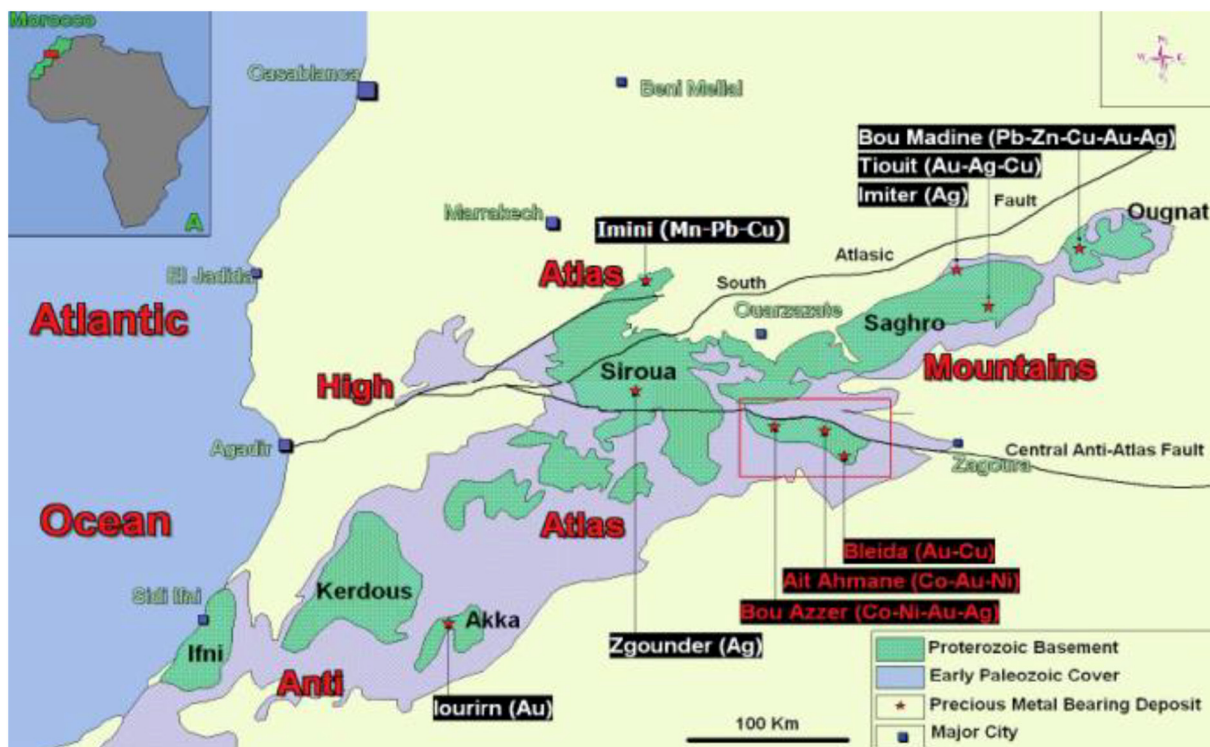 Morocco
A
Casablanca
Beni Mellal
Bou Madine (Pb-Zn-Cu-Au-Ag)
Tiouit (Au-Ag-Cu)
Imiter (Ag)
Fault
Ougnat
Marrakech
Imini (Mn-Pb-Cu)
Atlasic
El Jadida
Atlas
South
Atlantic
Ouarzazate
Saghro
High
Siroua
Mountains
Agadir
Central Anti-Atlas Fault
Zagoura
Ocean
Atlas
Bleida (Au-Cu)
Ait Ahmane (Co-Au-Ni)
Bou Azzer (Co-Ni-Au-Ag)
Kerdous
Sidi Ifni
Akka
Zgounder (Ag)
Ifni
Anti
Iourirn (Au)
100 Km
Proterozoic Basement
Early Paleozoic Cover
Precious Metal Bearing Deposit
Major City